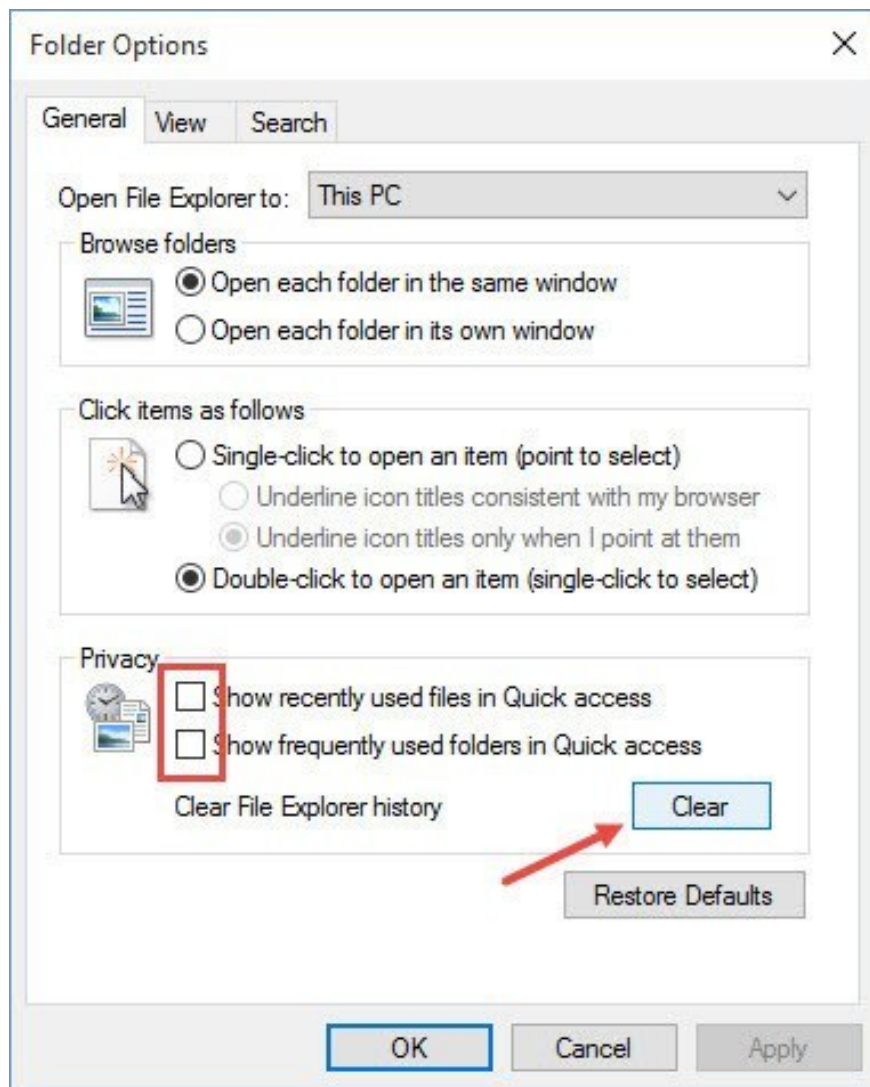 Folder Options
General View Search
Open File Explorer to: This PC
Browse folders
Open each folder in the same window
Open each folder in its own window
Click items as follows
Single-click to open an item (point to select)
Underline icon titles consistent with my browser
Underline icon titles only when I point at them
Double-click to open an item (single-click to select)
Privacy
Show recently used files in Quick access
Show frequently used folders in Quick access
Clear File Explorer history Clear
Restore Defaults
OK Cancel Apply